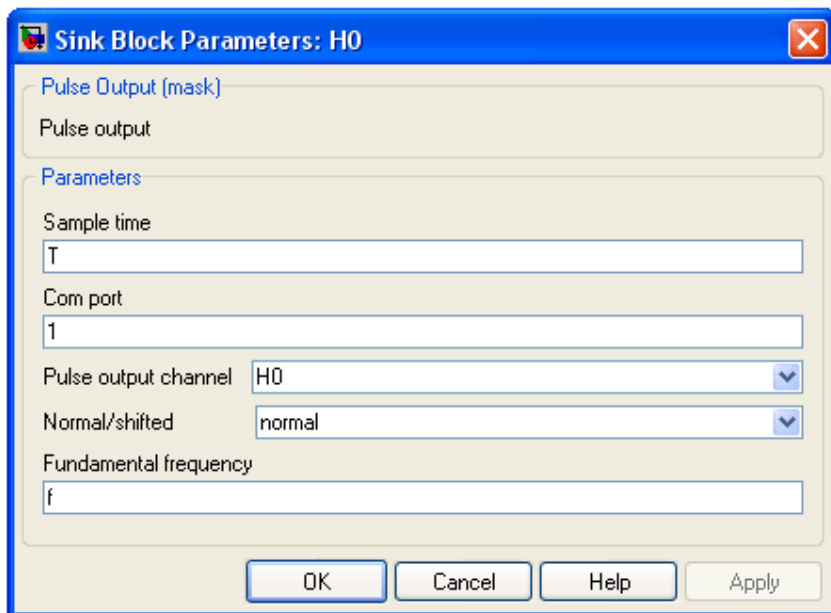 Sink Block Parameters: H0
Pulse Output (mask)
Pulse output
Parameters
Sample time
T
Com port
1
Pulse output channel H0
Normal/shifted normal
Fundamental frequency
f
OK Cancel Help Apply